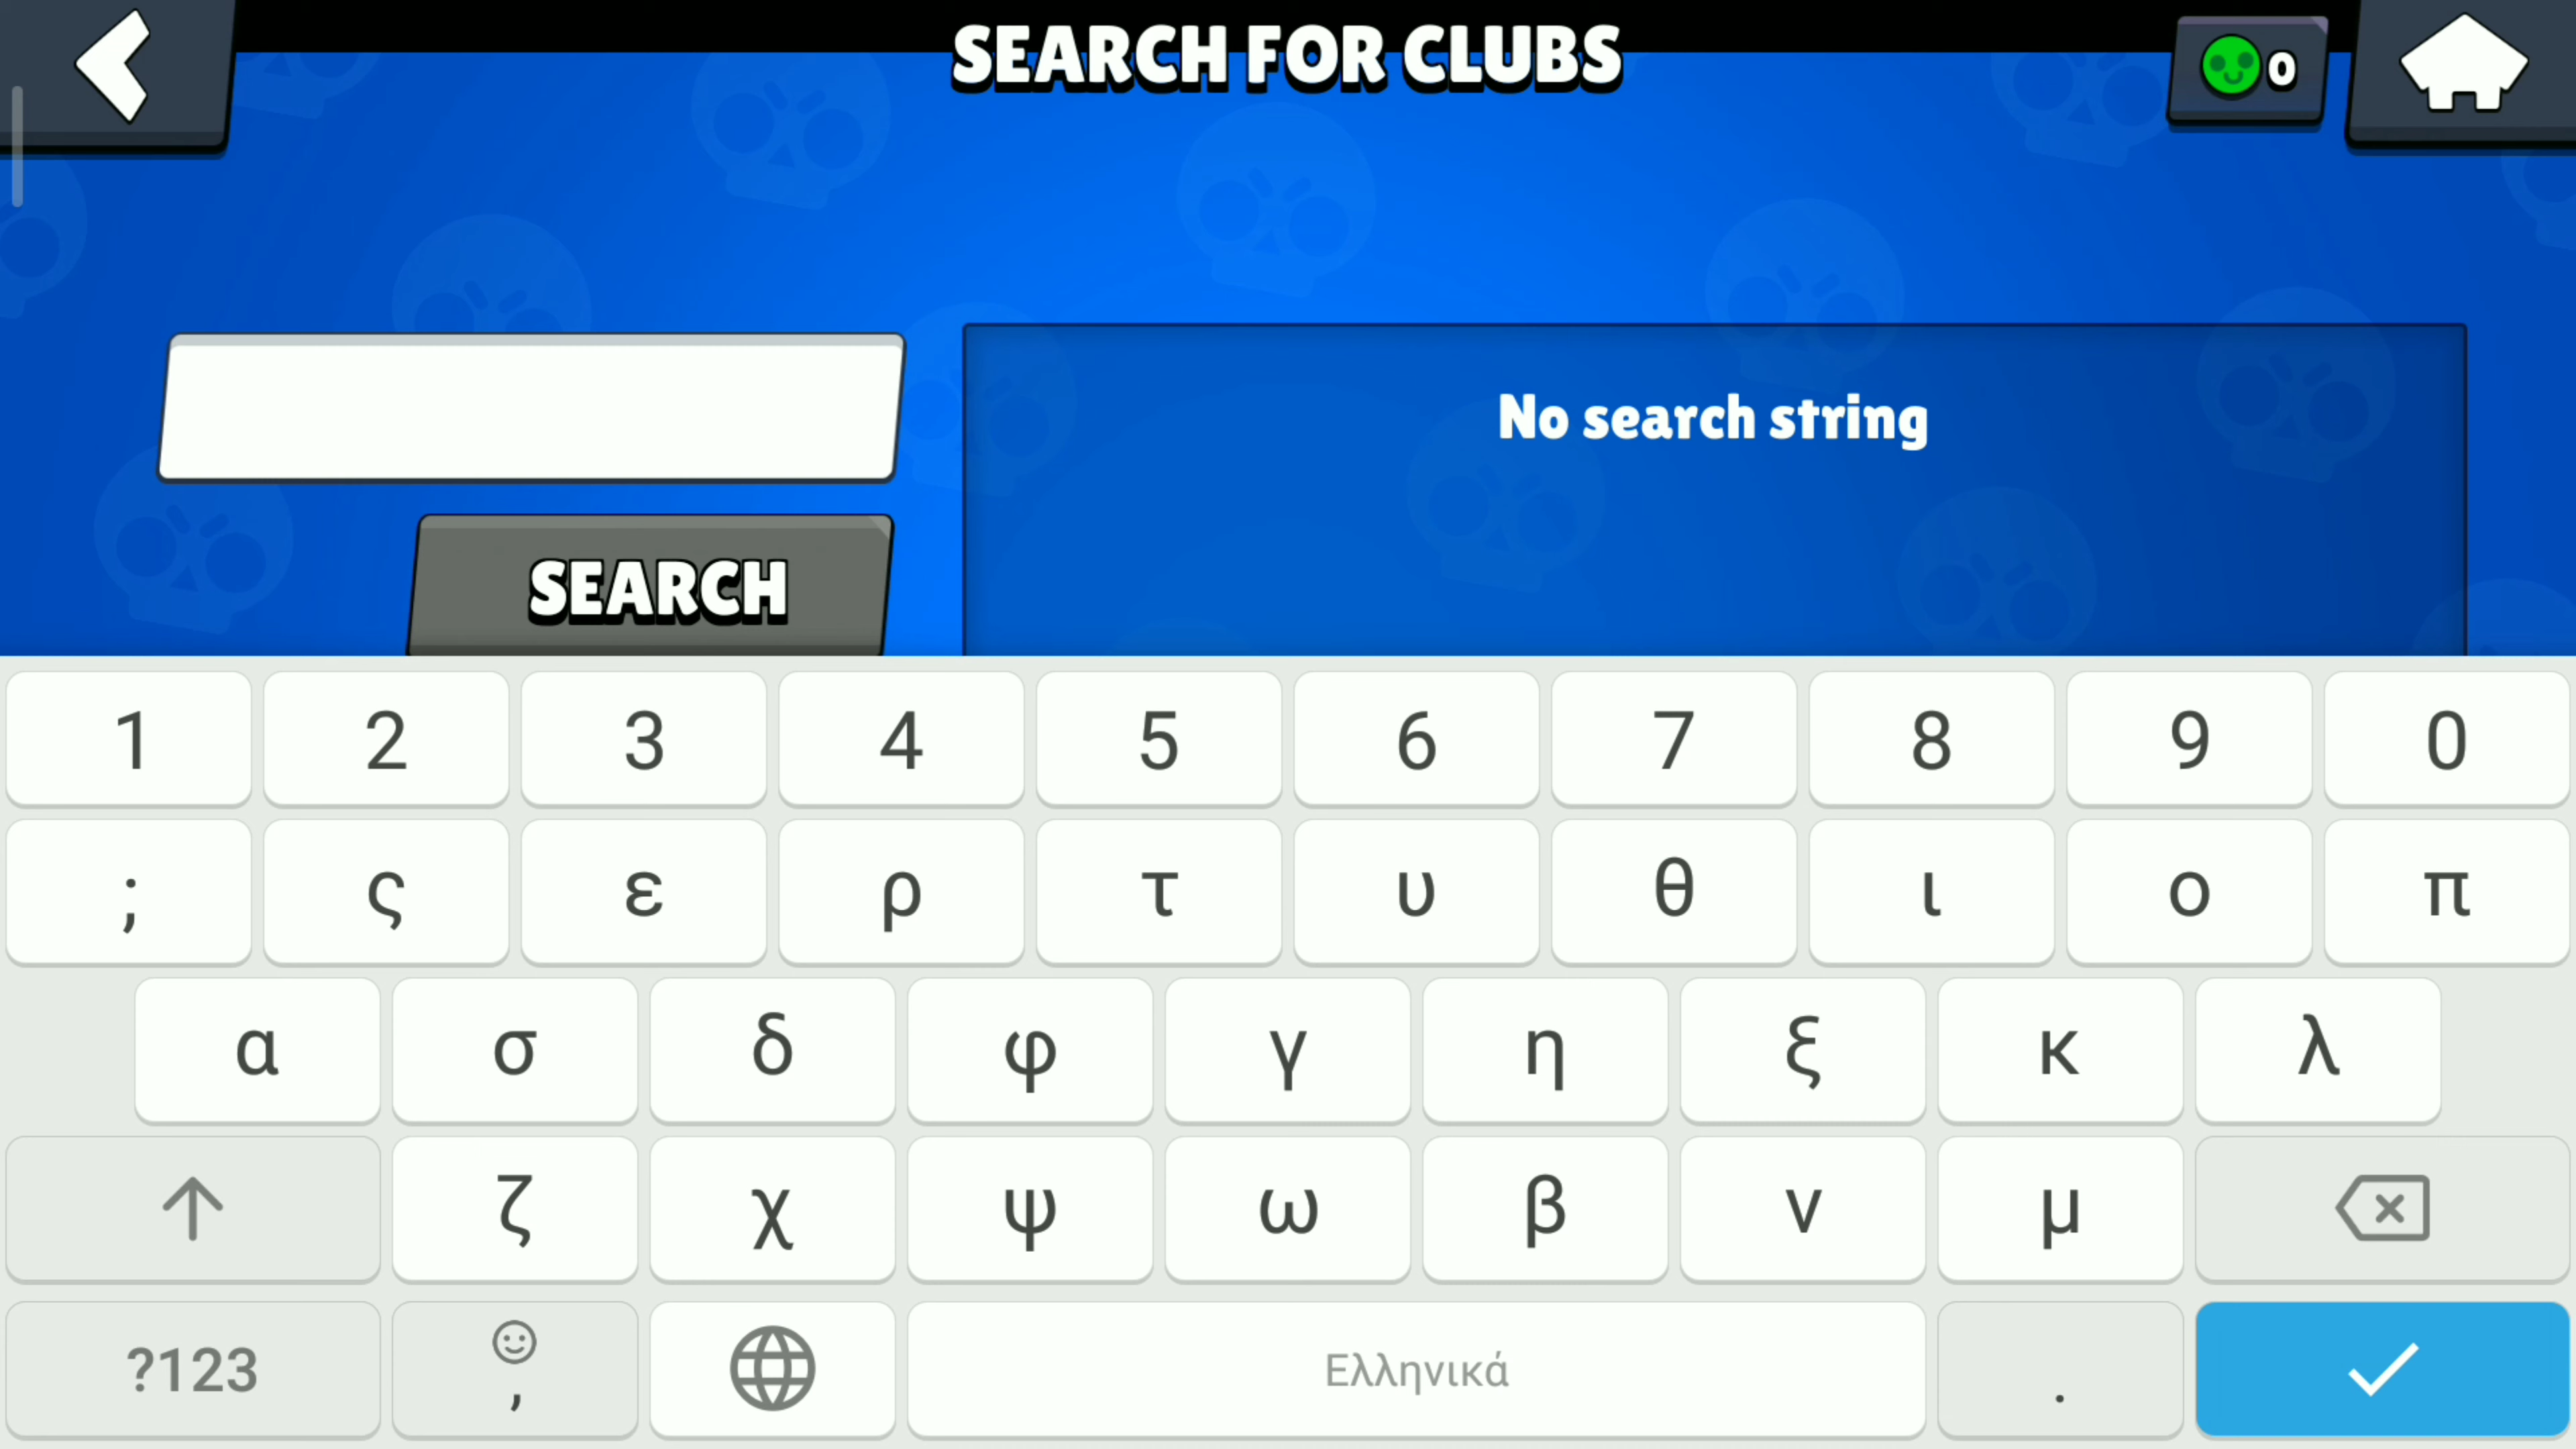 SEARCH FOR CLUBS
0
No search string
SEARCH
1 2 3 4 5 6 7 8 9 0
; ς ε ρ τ υ θ ι ο π
α σ δ φ γ η ξ κ λ
ζ χ ψ ω β ν μ
?123 , Ελληνικά .